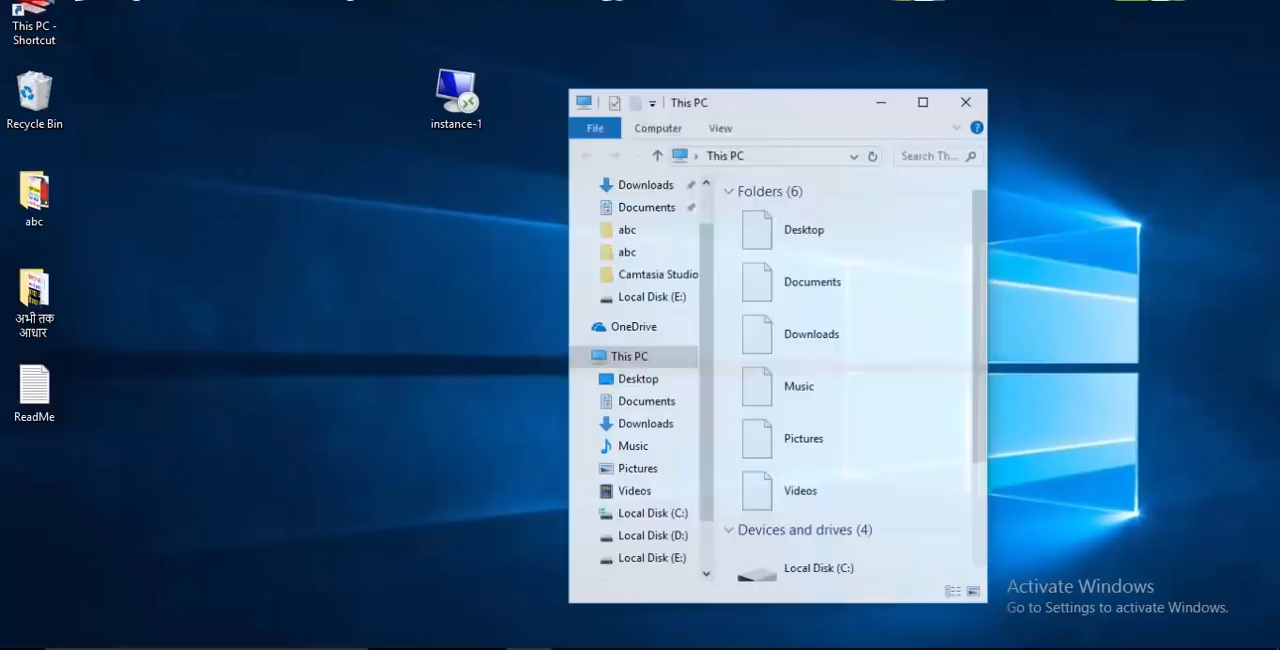 This PC -
Shortcut
Recycle Bin
abc
अभी तक
आधार
ReadMe
instance-1
This PC
File
Computer
View
This PC
Search Th...
Downloads
Documents
abc
abc
Camtasia Studio
Local Disk (E:)
OneDrive
This PC
Desktop
Documents
Downloads
Music
Pictures
Videos
Local Disk (C:)
Local Disk (D:)
Local Disk (E:)
Folders (6)
Desktop
Documents
Downloads
Music
Pictures
Videos
Devices and drives (4)
Local Disk (C:)
Activate Windows
Go to Settings to activate Windows.